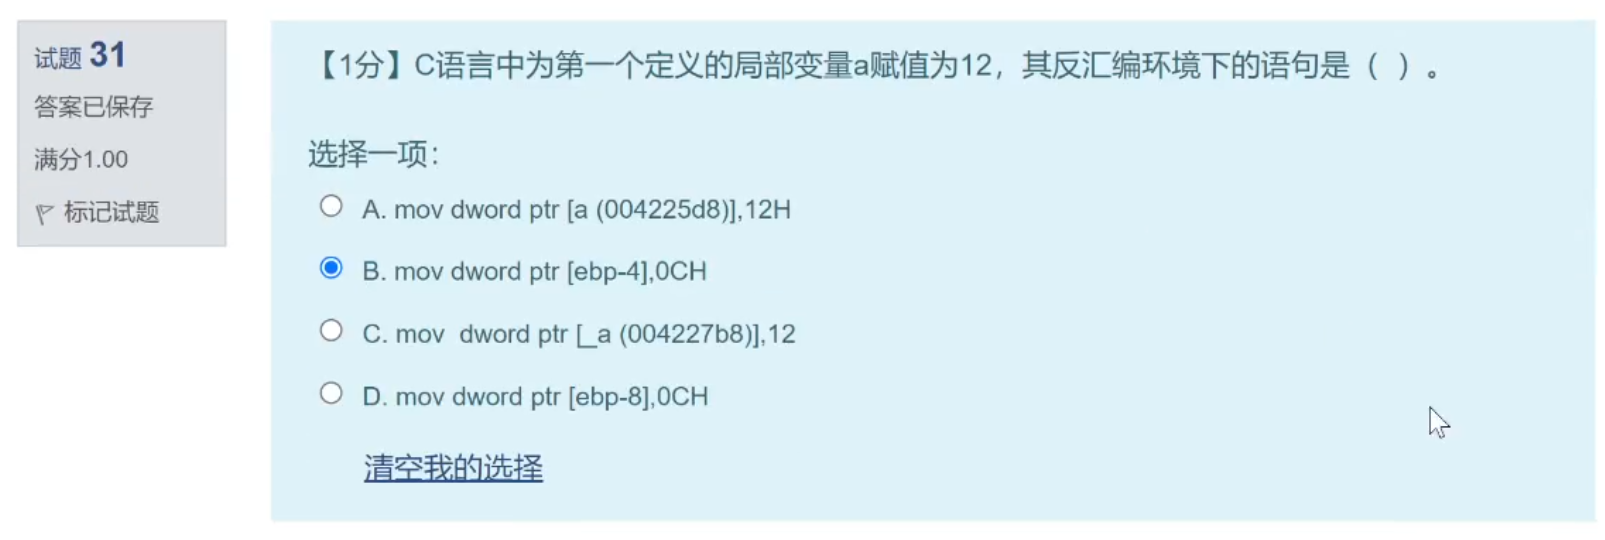 试题 31
答案已保存
满分1.00
标记试题
【1分】C语言中为第一个定义的局部变量a赋值为12，其反汇编环境下的语句是（ ）。
选择一项：
A. mov dword ptr [a (004225d8)],12H
B. mov dword ptr [ebp-4],0CH
C. mov  dword ptr [_a (004227b8)],12
D. mov dword ptr [ebp-8],0CH
清空我的选择